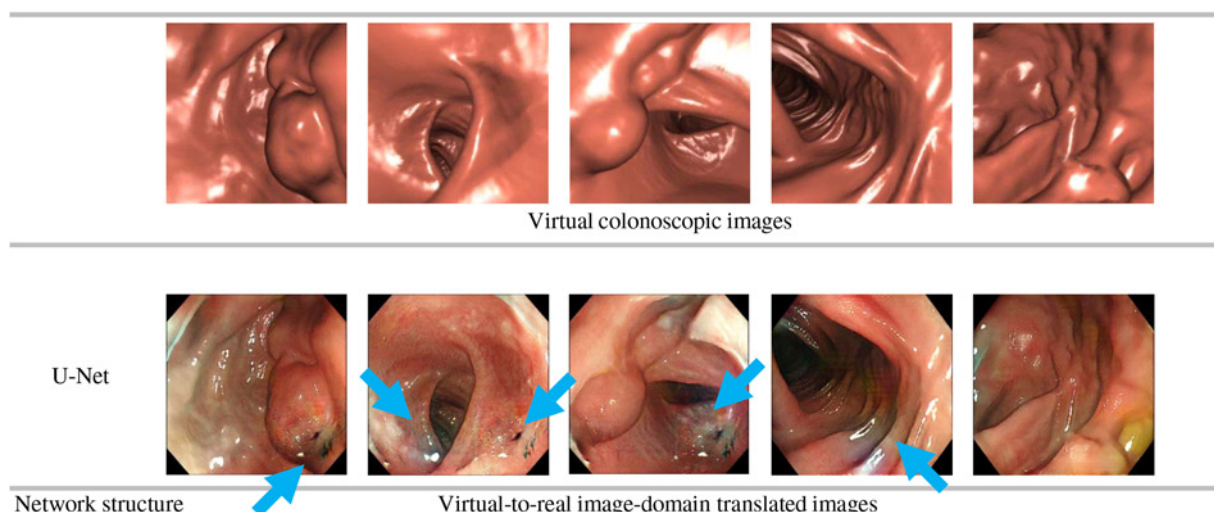 Virtual colonoscopic images
U-Net
Network structure
Virtual-to-real image-domain translated images